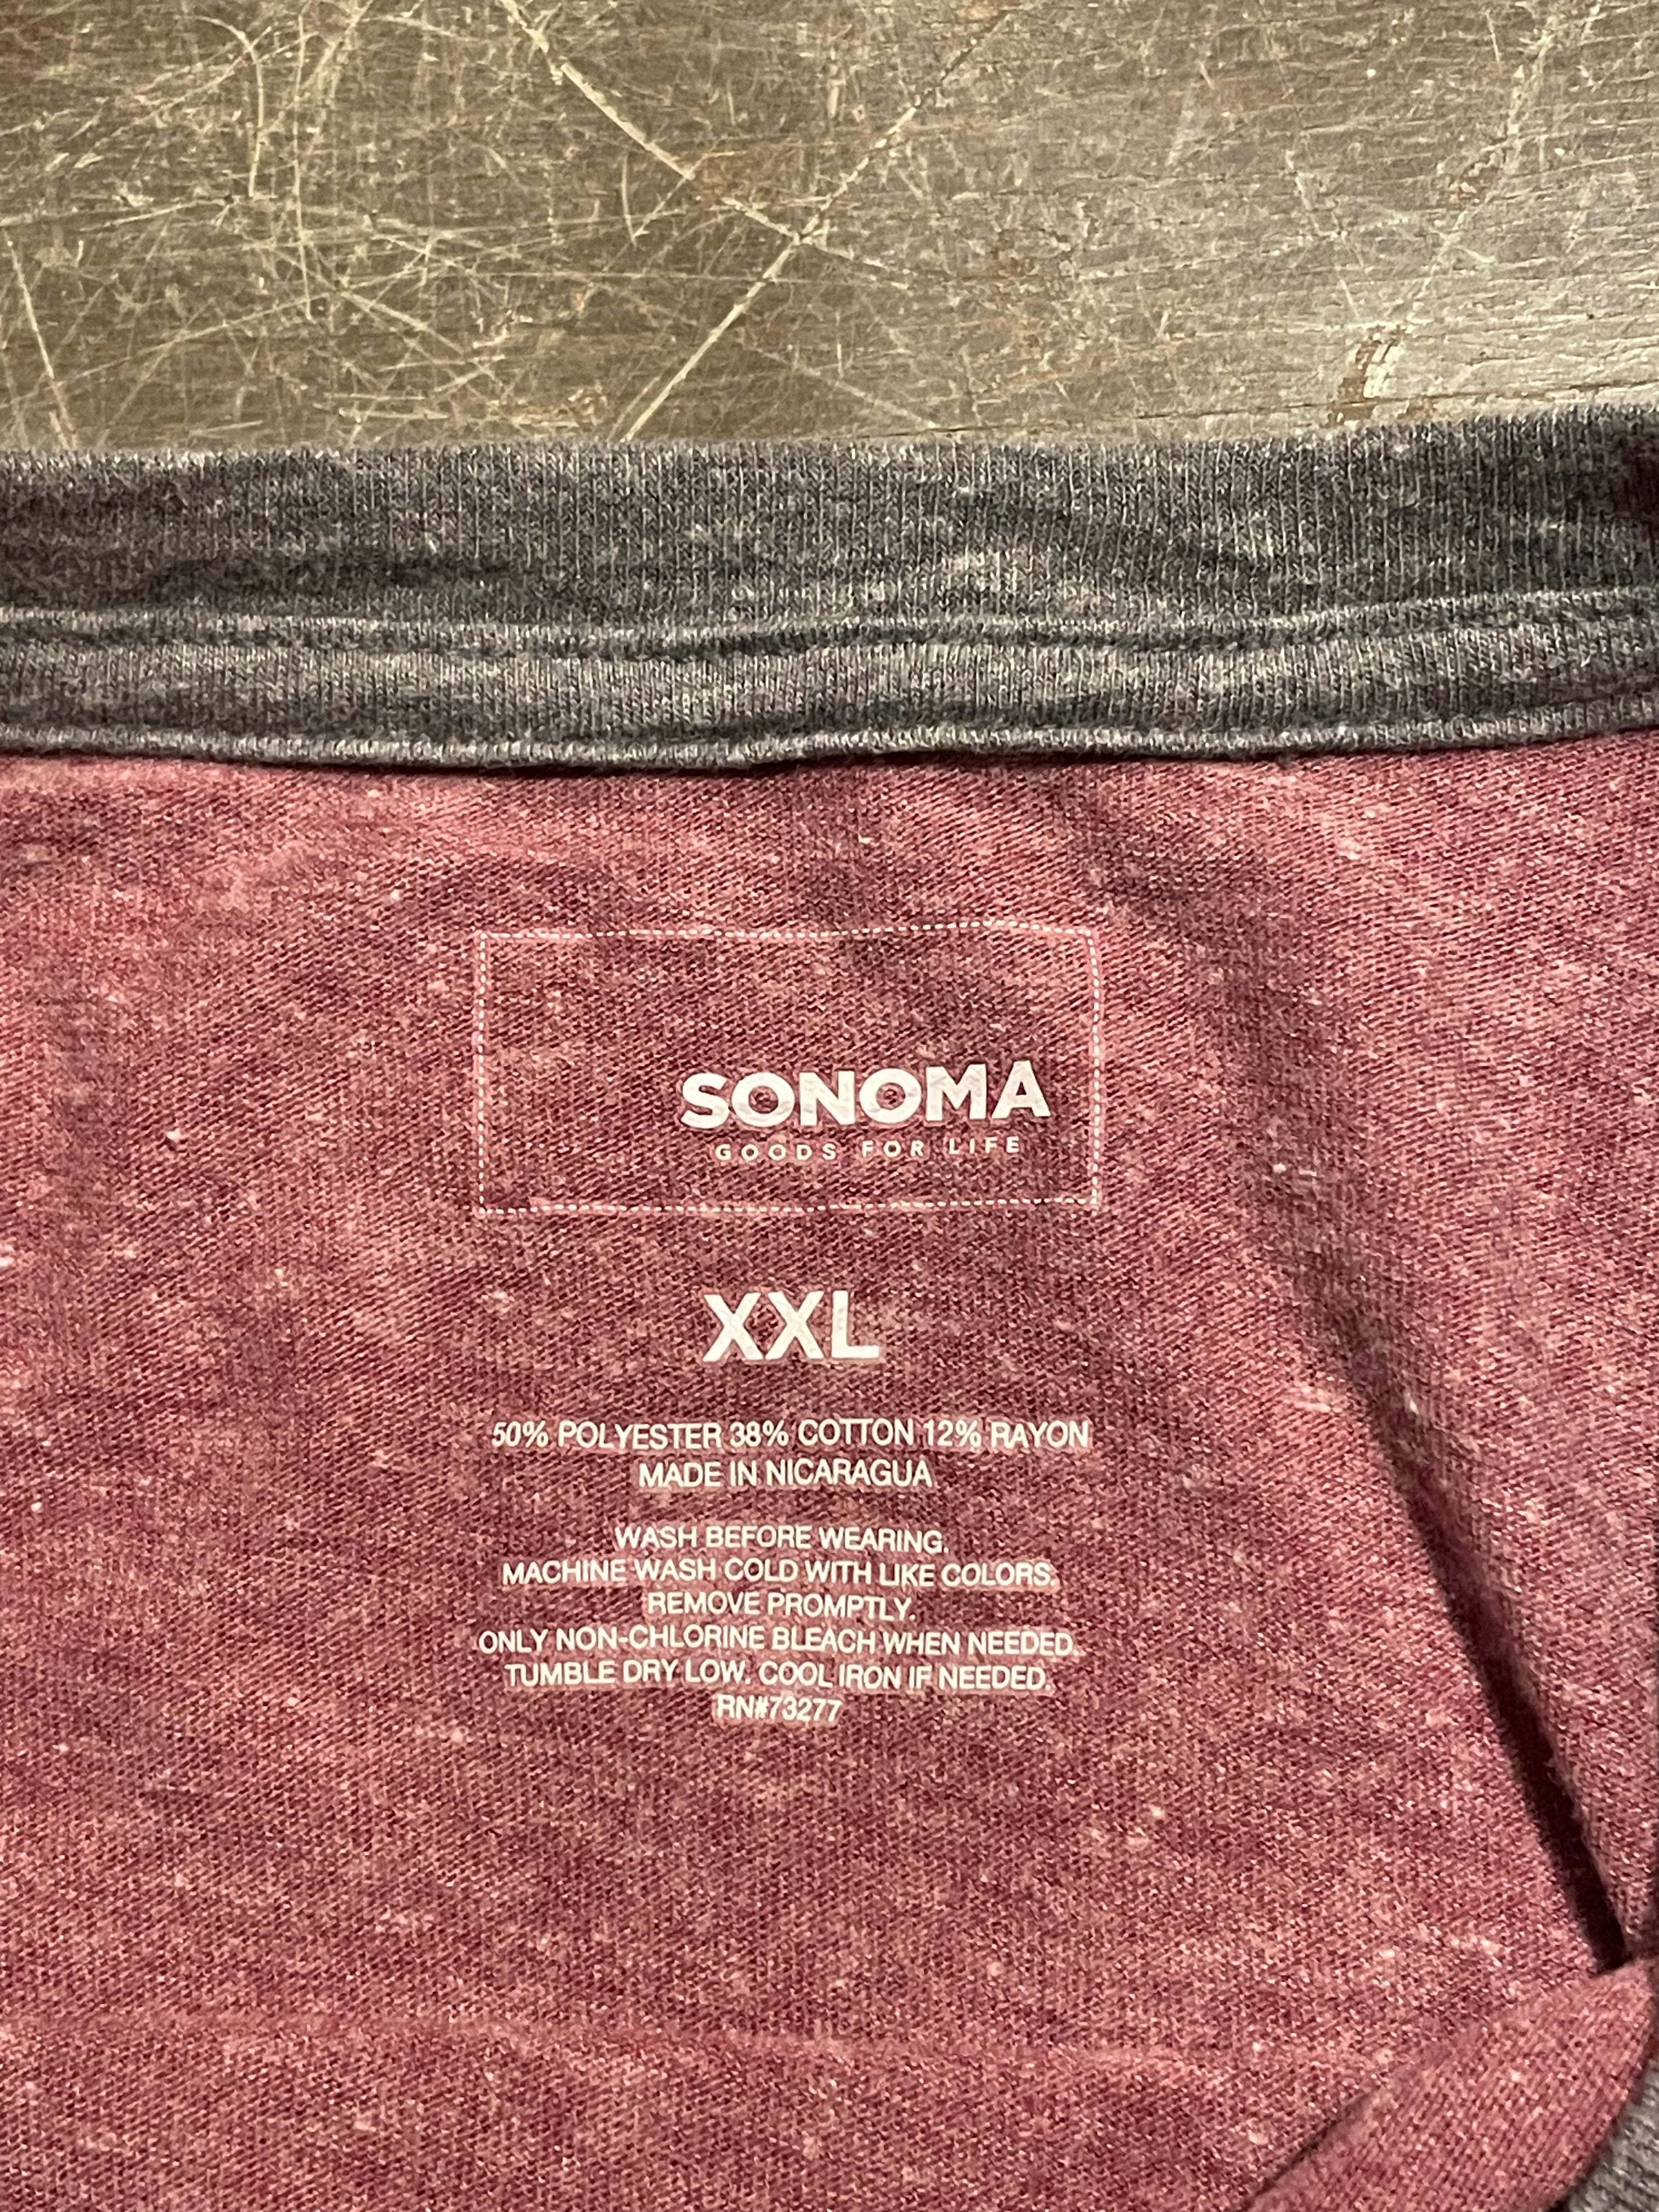 SONOMA
GOODS FOR LIFE
XXL
50% POLYESTER 38% COTTON 12% RAYON
MADE IN NICARAGUA
WASH BEFORE WEARING.
MACHINE WASH COLD WITH LIKE COLORS.
REMOVE PROMPTLY.
ONLY NON-CHLORINE BLEACH WHEN NEEDED.
TUMBLE DRY LOW. COOL IRON IF NEEDED.
RN#73277